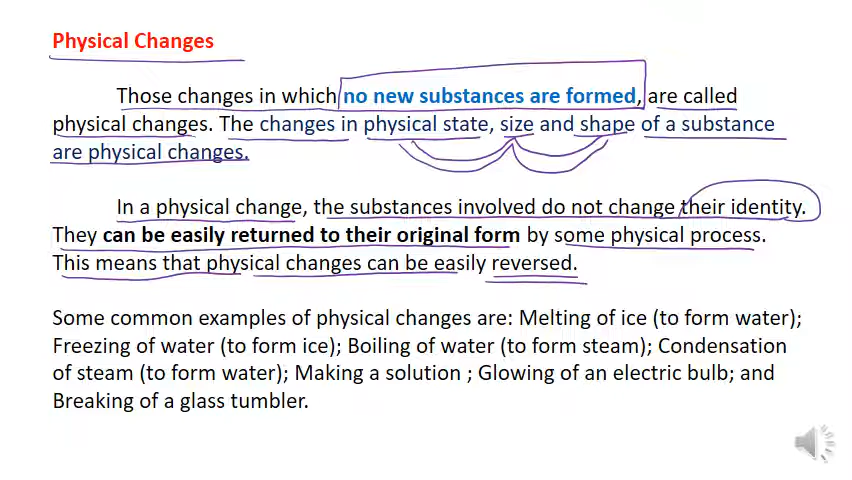 Physical Changes
Those changes in which no new substances are formed, are called
physical changes. The changes in physical state, size and shape of a substance
are physical changes.
In a physical change, the substances involved do not change their identity.
They can be easily returned to their original form by some physical process.
This means that physical changes can be easily reversed.
Some common examples of physical changes are: Melting of ice (to form water);
Freezing of water (to form ice); Boiling of water (to form steam); Condensation
of steam (to form water); Making a solution ; Glowing of an electric bulb; and
Breaking of a glass tumbler.